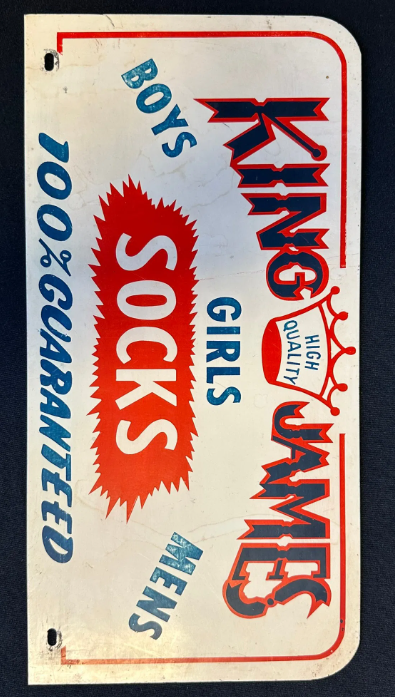 KING JAMES
HIGH
QUALITY
BOYS GIRLS MENS
SOCKS
100% GUARANTEED